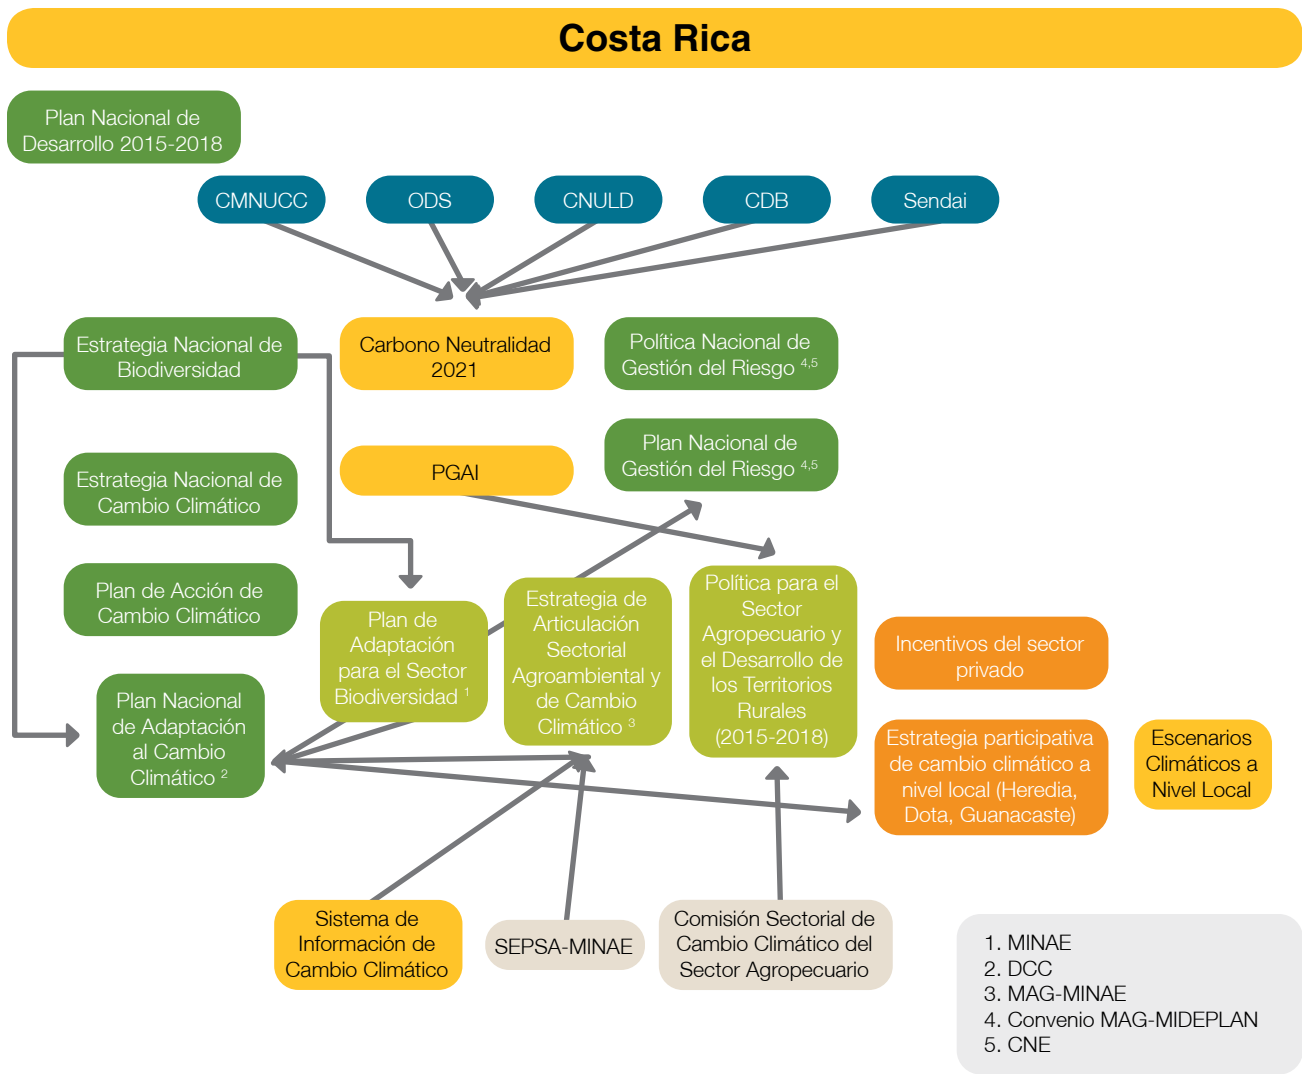 Costa Rica
Plan Nacional de
Desarrollo 2015-2018
CMNUCC
ODS
CNULD
CDB
Sendai
Estrategia Nacional de
Biodiversidad
Carbono Neutralidad
2021
Política Nacional de
Gestión del Riesgo 4,5
Estrategia Nacional de
Cambio Climático
PGAI
Plan Nacional de
Gestión del Riesgo 4,5
Plan de Acción de
Cambio Climático
Plan de
Adaptación
para el Sector
Biodiversidad 1
Estrategia de
Articulación
Sectorial
Agroambiental y
de Cambio
Climático 3
Política para el
Sector
Agropecuario y
el Desarrollo de
los Territorios
Rurales
(2015-2018)
Incentivos del sector
privado
Plan Nacional
de Adaptación
al Cambio
Climático 2
Estrategia participativa
de cambio climático a
nivel local (Heredia,
Dota, Guanacaste)
Escenarios
Climáticos a
Nivel Local
Sistema de
Información de
Cambio Climático
SEPSA-MINAE
Comisión Sectorial de
Cambio Climático del
Sector Agropecuario
1. MINAE
2. DCC
3. MAG-MINAE
4. Convenio MAG-MIDEPLAN
5. CNE